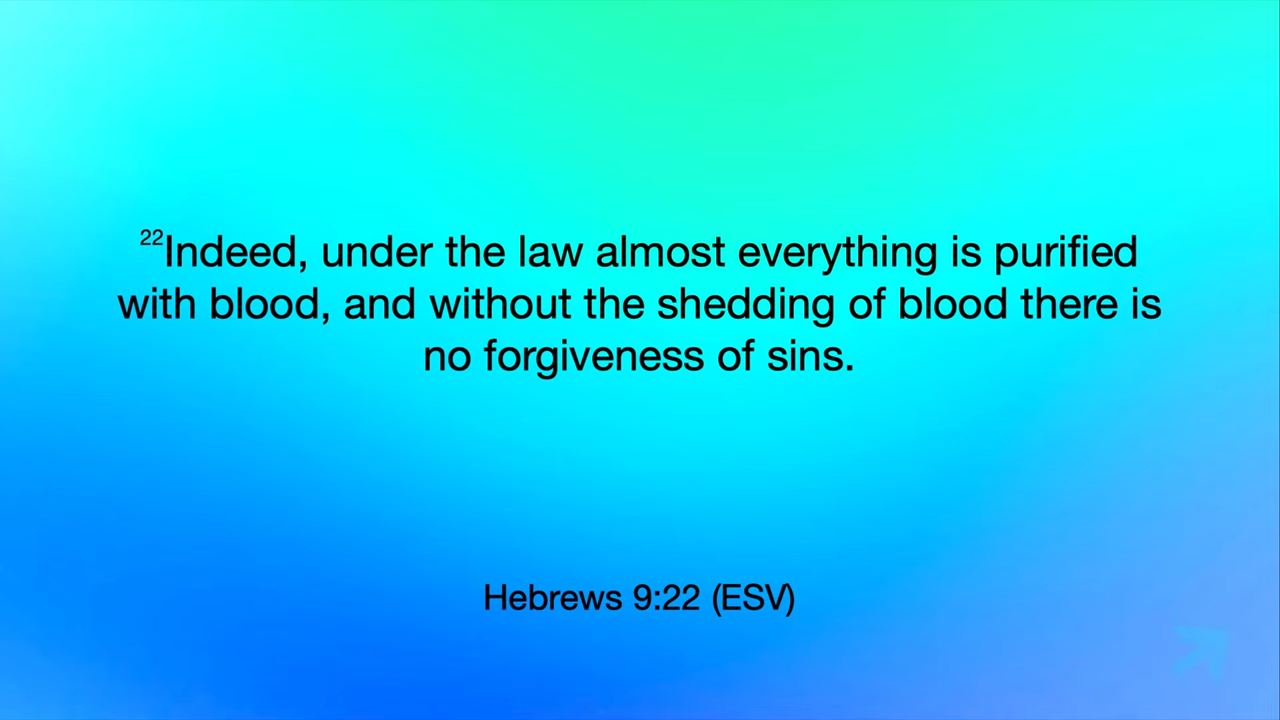 22Indeed, under the law almost everything is purified
with blood, and without the shedding of blood there is
no forgiveness of sins.
Hebrews 9:22 (ESV)